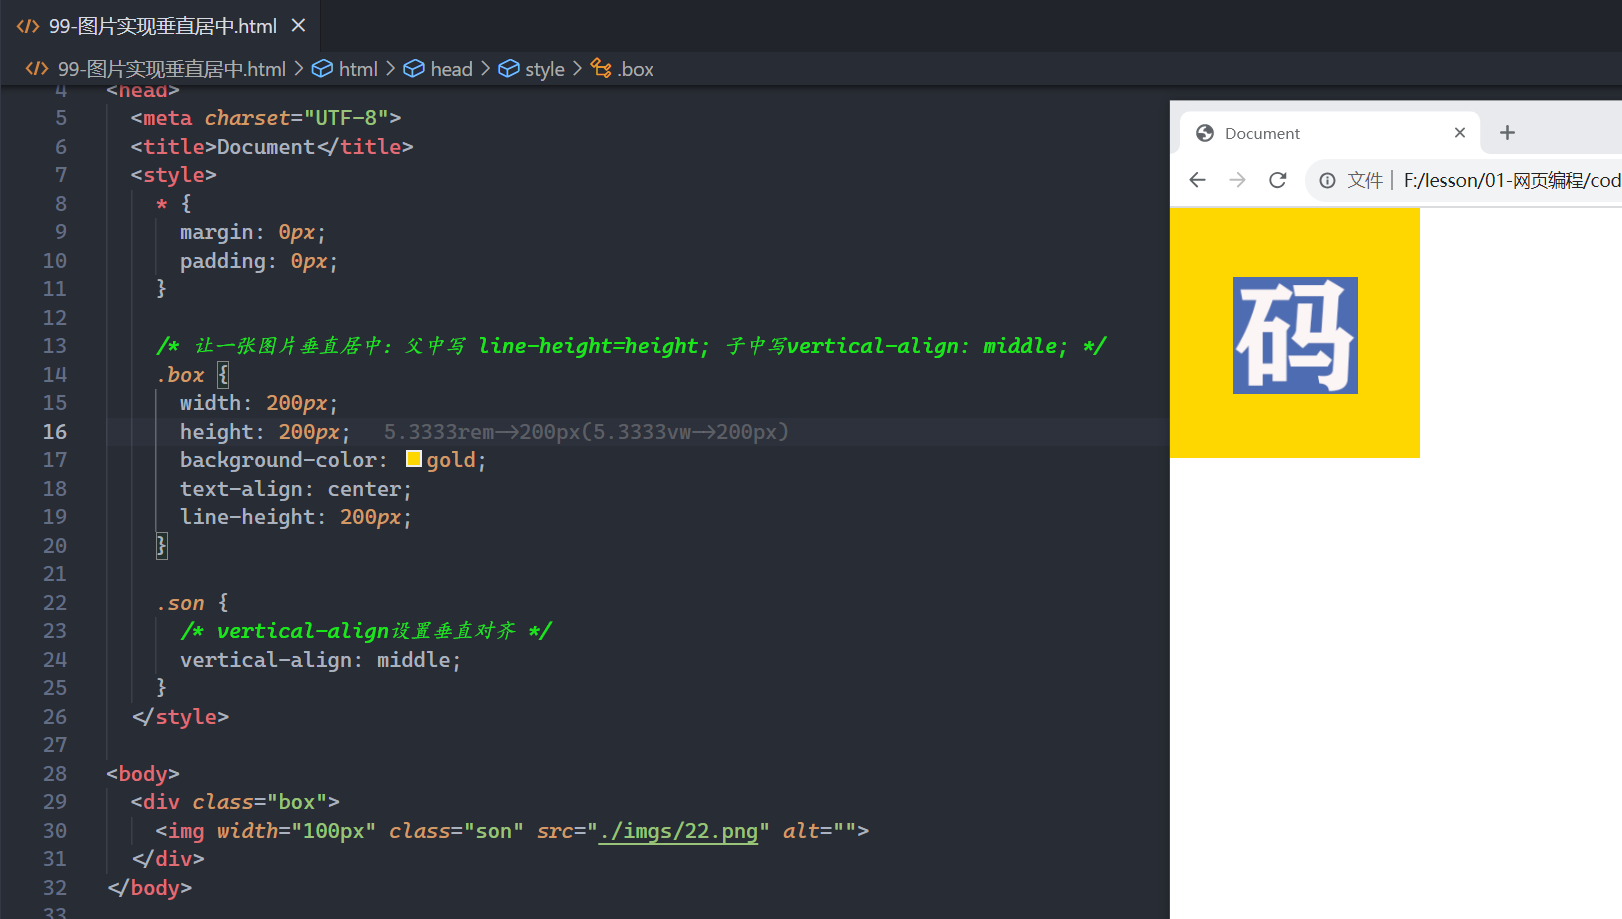 99-图片实现垂直居中.html
99-图片实现垂直居中.html > html > head > style > .box
4 <head>
5 <meta charset="UTF-8">
6 <title>Document</title>
7 <style>
8 * {
9 margin: 0px;
10 padding: 0px;
11 }
12
13 /* 让一张图片垂直居中: 父中写 line-height=height; 子中写vertical-align: middle; */
14 .box {
15 width: 200px;
16 height: 200px; 5.3333rem->200px(5.3333vw->200px)
17 background-color: gold;
18 text-align: center;
19 line-height: 200px;
20 }
21
22 .son {
23 /* vertical-align设置垂直对齐 */
24 vertical-align: middle;
25 }
26 </style>
27
28 <body>
29 <div class="box">
30 <img width="100px" class="son" src="./imgs/22.png" alt="">
31 </div>
32 </body>
33
Document
文件 | F:/lesson/01-网页编程/cod
码